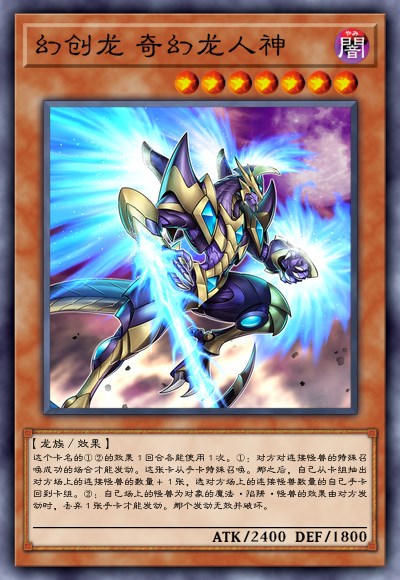 幻创龙 奇幻龙人神
やみ
闇
【龙族／效果】
这个卡名的①②的效果1回合各能使用1次。①：对方对连接怪兽的特殊召
唤成功的场合才能发动。这张卡从手卡特殊召唤。那之后，自己从卡组抽出
对方场上的连接怪兽的数量＋1张，选对方场上的连接怪兽数量的自己手卡
回到卡组。②：自己场上的怪兽为对象的魔法·陷阱·怪兽的效果由对方发
动时，丢弃1张手卡才能发动。那个发动无效并破坏。
ATK/2400 DEF/1800